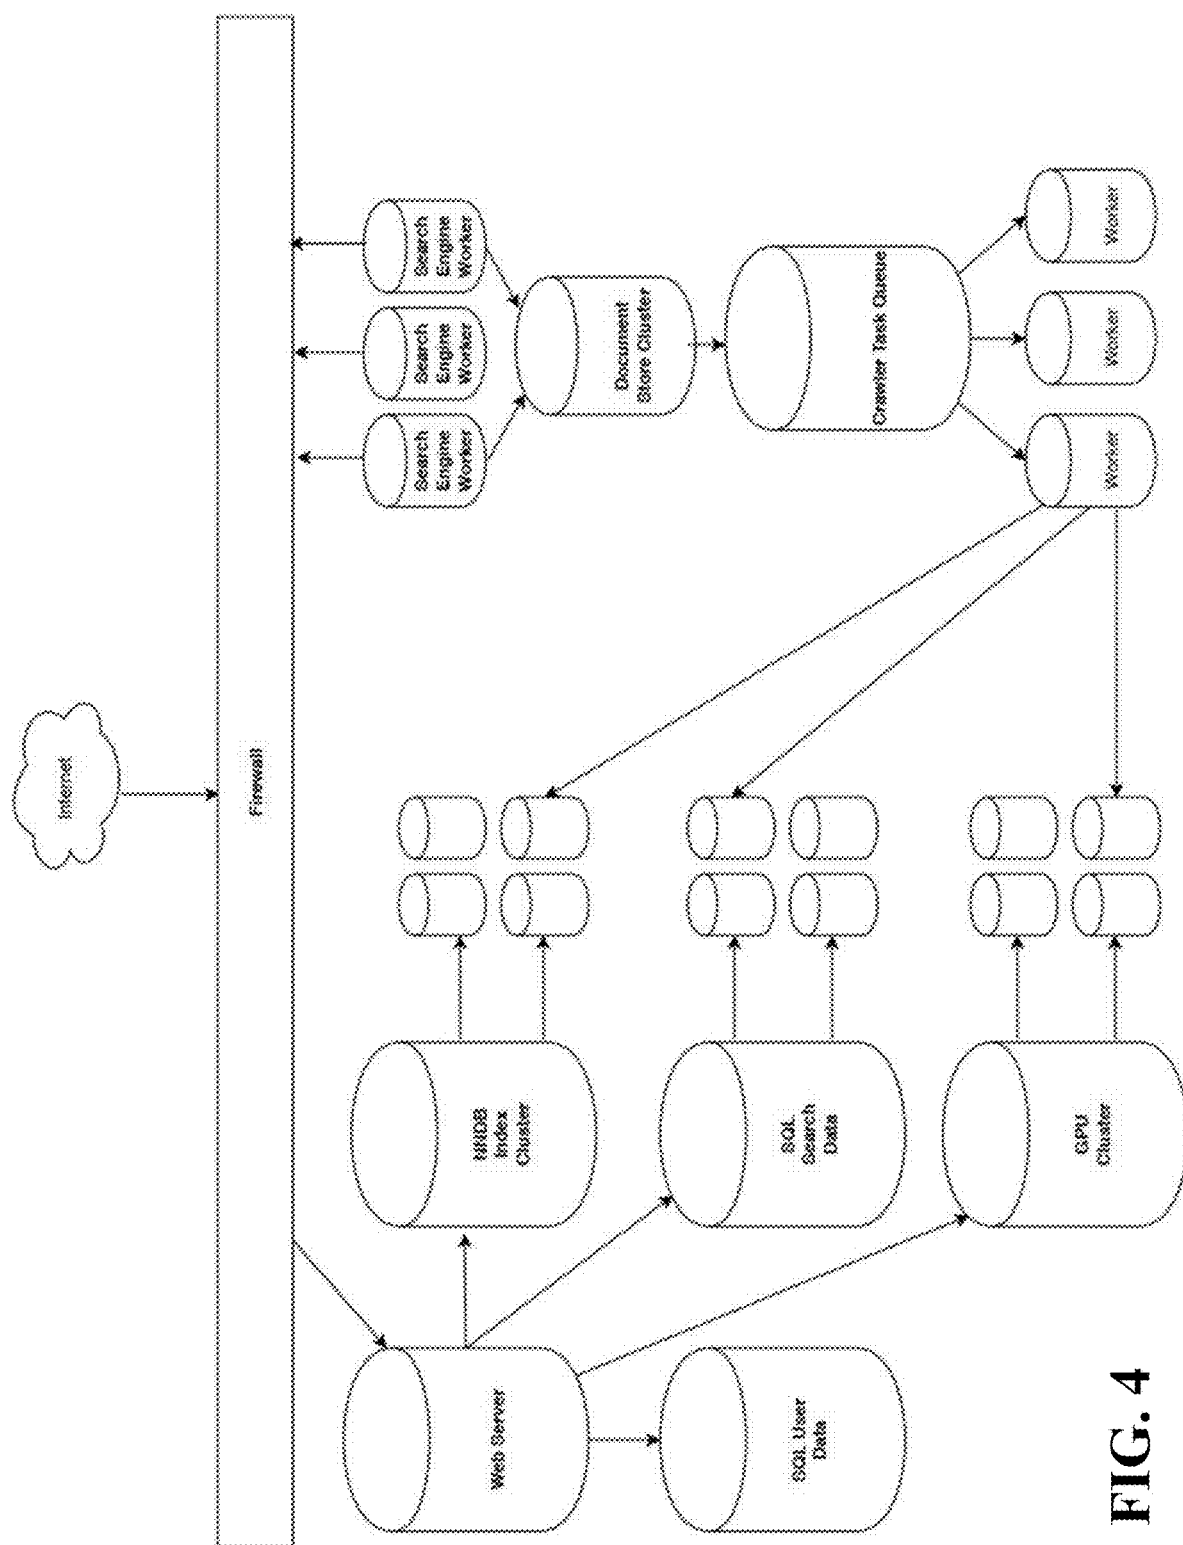 Internet
Firewall
Web Server
NNDB
Index
Cluster
Search
Engine
Worker
Search
Engine
Worker
Search
Engine
Worker
Document
Store Cluster
SQL User
Data
SQL
Search
Data
Crawler Task Queue
GPU
Cluster
Worker
Worker
Worker
FIG. 4